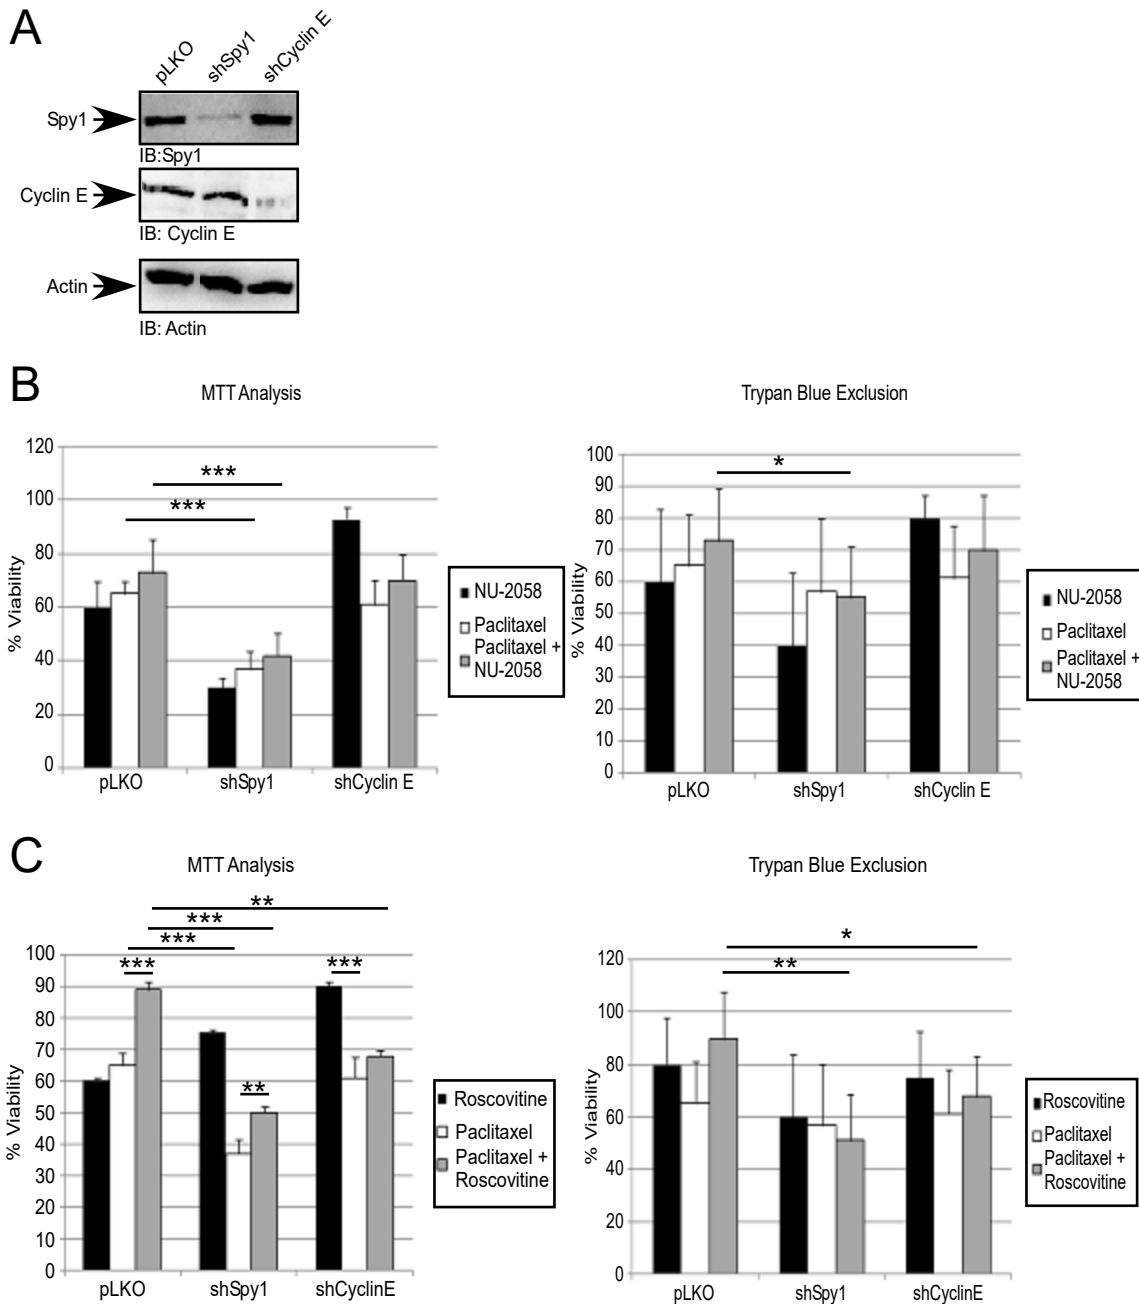 A
pLKO
shSpy1
shCyclin E
Spy1
IB:Spy1
Cyclin E
IB: Cyclin E
Actin
IB: Actin
B
MTT Analysis
% Viability
120
100
80
60
40
20
0
***
***
pLKO
shSpy1
shCyclin E
NU-2058
Paclitaxel
Paclitaxel +
NU-2058
Trypan Blue Exclusion
% Viability
100
90
80
70
60
50
40
30
20
10
0
*
pLKO
shSpy1
shCyclin E
NU-2058
Paclitaxel
Paclitaxel +
NU-2058
C
MTT Analysis
% Viability
100
90
80
70
60
50
40
30
20
10
0
**
***
***
***
***
**
pLKO
shSpy1
shCyclinE
Roscovitine
Paclitaxel
Paclitaxel +
Roscovitine
Trypan Blue Exclusion
% Viability
120
100
80
60
40
20
0
*
**
pLKO
shSpy1
shCyclinE
Roscovitine
Paclitaxel
Paclitaxel +
Roscovitine